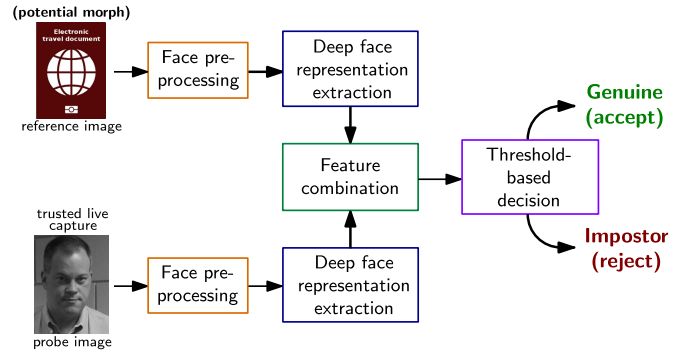 (potential morph)
Electronic
travel document
reference image
Face pre-
processing
Deep face
representation
extraction
Feature
combination
Threshold-
based
decision
Genuine
(accept)
Impostor
(reject)
trusted live
capture
probe image
Face pre-
processing
Deep face
representation
extraction